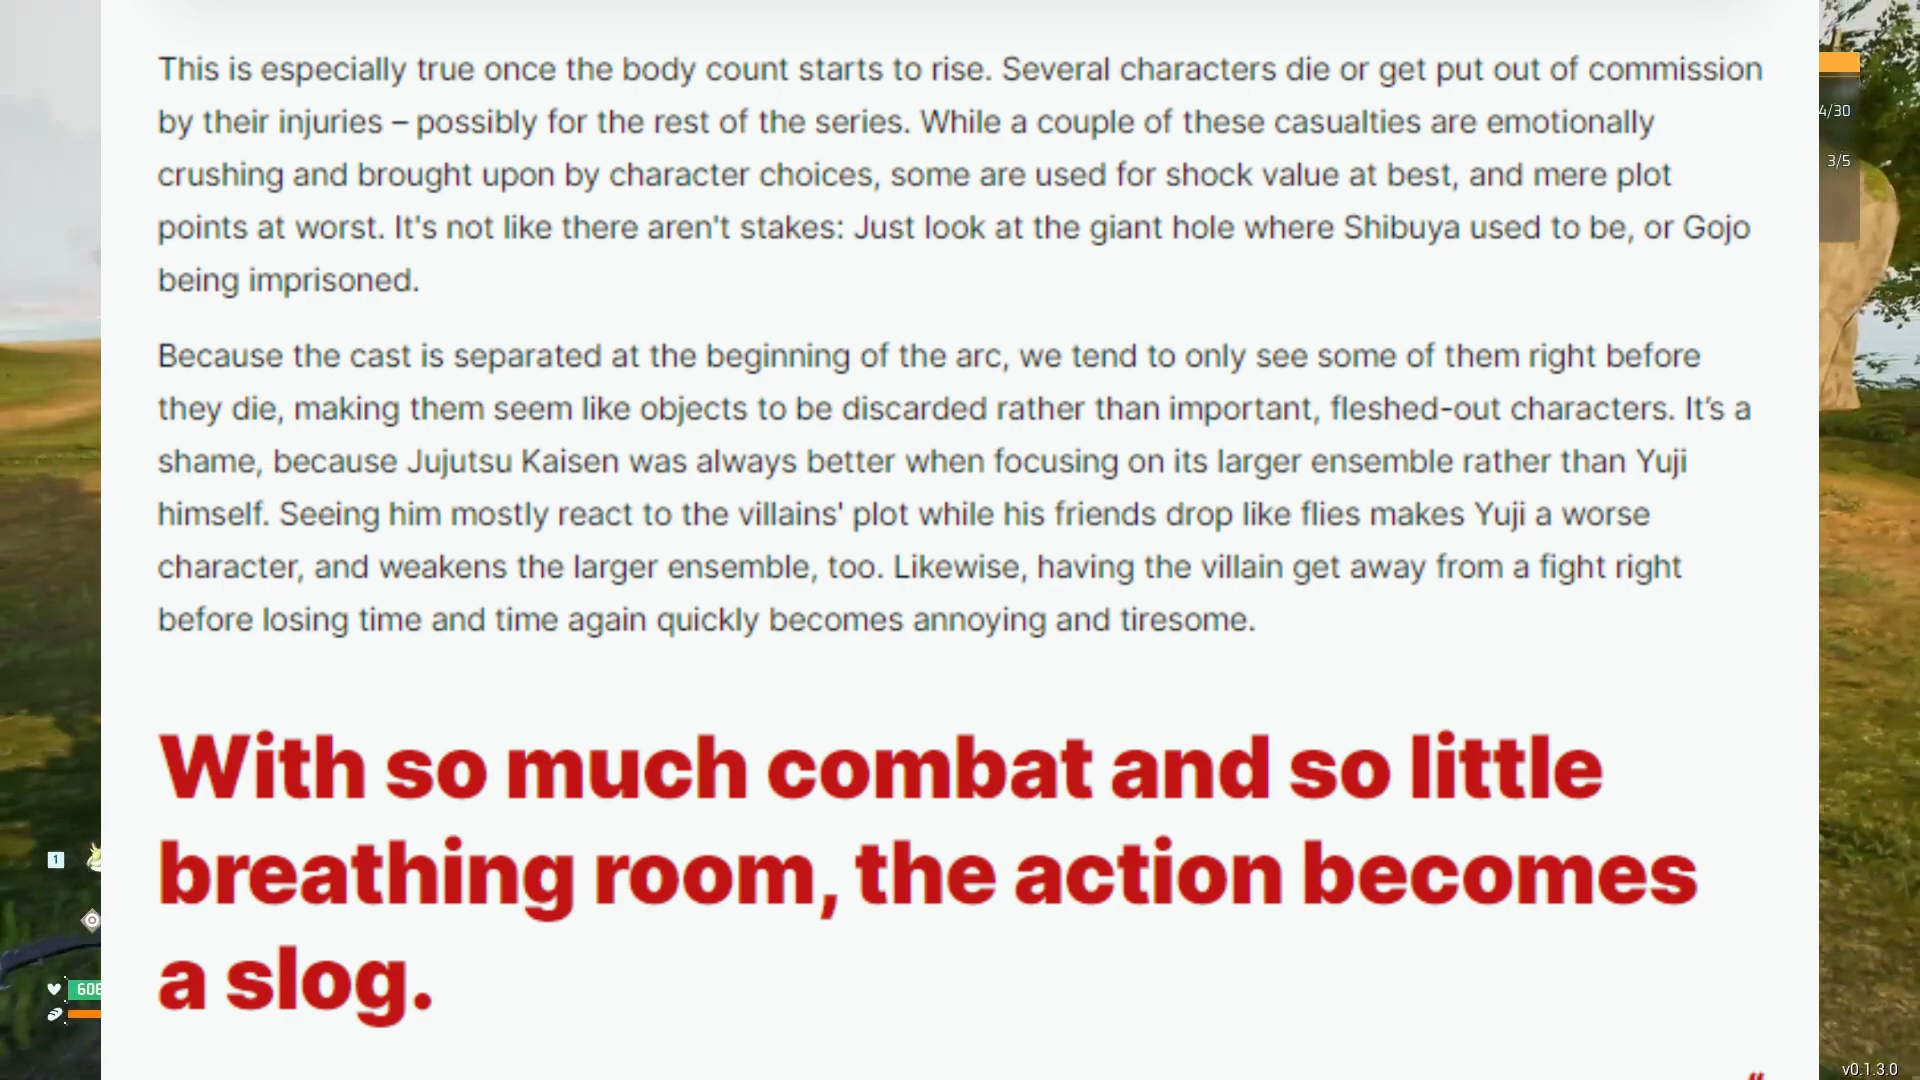 This is especially true once the body count starts to rise. Several characters die or get put out of commission
by their injuries – possibly for the rest of the series. While a couple of these casualties are emotionally
crushing and brought upon by character choices, some are used for shock value at best, and mere plot
points at worst. It's not like there aren't stakes: Just look at the giant hole where Shibuya used to be, or Gojo
being imprisoned.
Because the cast is separated at the beginning of the arc, we tend to only see some of them right before
they die, making them seem like objects to be discarded rather than important, fleshed-out characters. It’s a
shame, because Jujutsu Kaisen was always better when focusing on its larger ensemble rather than Yuji
himself. Seeing him mostly react to the villains' plot while his friends drop like flies makes Yuji a worse
character, and weakens the larger ensemble, too. Likewise, having the villain get away from a fight right
before losing time and time again quickly becomes annoying and tiresome.
With so much combat and so little
breathing room, the action becomes
a slog.
4/30
3/5
1
606
v0.1.3.0